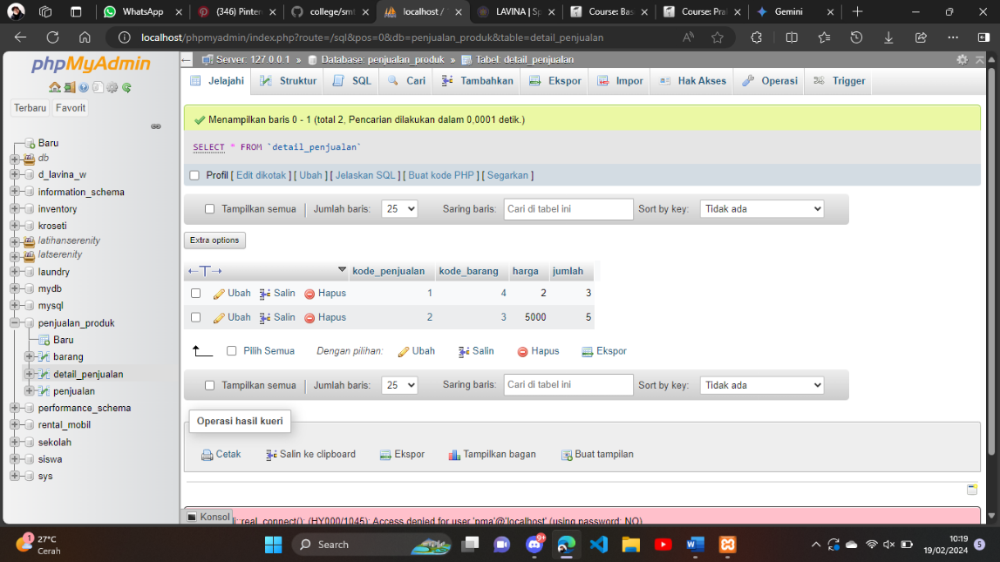 WhatsApp
(346) Pinter
college/smt
localhost / 1
LAVINA | Sp
Course: Bas
Course: Pra
Gemini
localhost/phpmyadmin/index.php?route=/sql&pos=0&db=penjualan_produk&table=detail_penjualan
phpMyAdmin
Terbaru Favorit
Baru
db
d_lavina_w
information_schema
inventory
kroseti
latihanserenity
latserenity
laundry
mydb
mysql
penjualan_produk
Baru
barang
detail_penjualan
penjualan
performance_schema
rental_mobil
sekolah
siswa
sys
Server: 127.0.0.1 » Database: penjualan_produk » Tabel: detail_penjualan
Jelajahi Struktur SQL Cari Tambahkan Ekspor Impor Hak Akses Operasi Trigger
Menampilkan baris 0 - 1 (total 2, Pencarian dilakukan dalam 0,0001 detik.)
SELECT * FROM `detail_penjualan`
Profil [ Edit dikotak ] [ Ubah ] [ Jelaskan SQL ] [ Buat kode PHP ] [ Segarkan ]
Tampilkan semua | Jumlah baris: 25 Saring baris: Cari di tabel ini Sort by key: Tidak ada
Extra options
←T→ kode_penjualan kode_barang harga jumlah
Ubah Salin Hapus 1 4 2 3
Ubah Salin Hapus 2 3 5000 5
Pilih Semua Dengan pilihan: Ubah Salin Hapus Ekspor
Tampilkan semua | Jumlah baris: 25 Saring baris: Cari di tabel ini Sort by key: Tidak ada
Operasi hasil kueri
Cetak Salin ke clipboard Ekspor Tampilkan bagan Buat tampilan
Konsol
real_connect(): (HY000/1045): Access denied for user 'pma'@'localhost' (using password: NO)
1
27°C
Cerah
Search
9+
10:19
19/02/2024
5